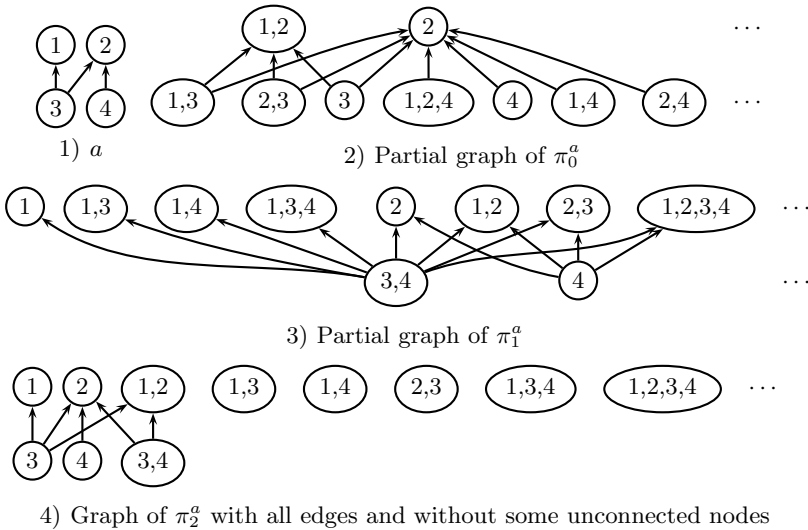 1 2 1,2 2 ...
3 4 1,3 2,3 3 1,2,4 4 1,4 2,4 ...
1) a
2) Partial graph of π₀ᵃ
1 1,3 1,4 1,3,4 2 1,2 2,3 1,2,3,4 ...
3,4 4 ...
3) Partial graph of π₁ᵃ
1 2 1,2 1,3 1,4 2,3 1,3,4 1,2,3,4 ...
3 4 3,4
4) Graph of π₂ᵃ with all edges and without some unconnected nodes